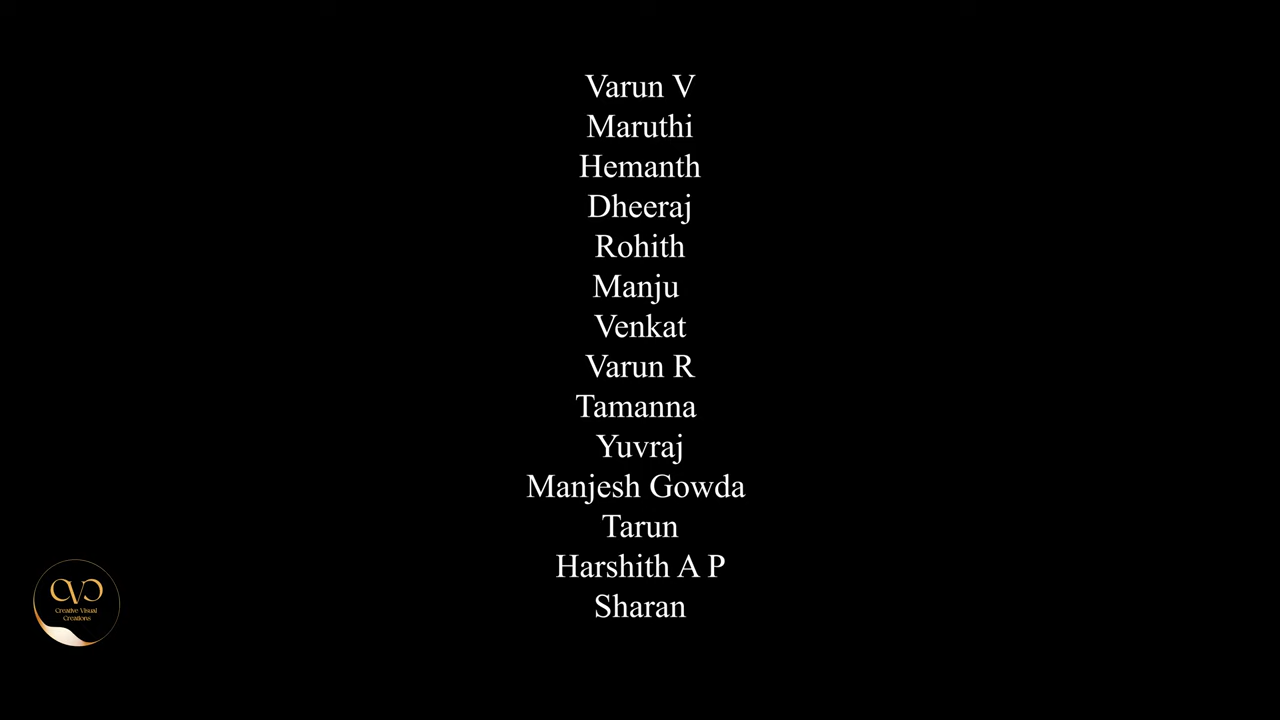 Varun V
Maruthi
Hemanth
Dheeraj
Rohith
Manju
Venkat
Varun R
Tamanna
Yuvraj
Manjesh Gowda
Tarun
Harshith A P
Sharan
CVC
Creative Visual
Creations